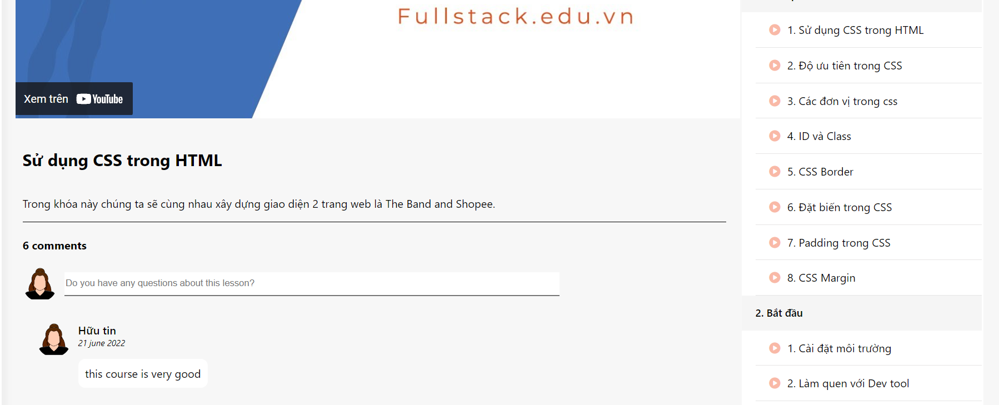 Fullstack.edu.vn
Xem trên YouTube
Sử dụng CSS trong HTML
Trong khóa này chúng ta sẽ cùng nhau xây dựng giao diện 2 trang web là The Band and Shopee.
6 comments
Do you have any questions about this lesson?
Hữu tin
21 june 2022
this course is very good
1. Sử dụng CSS trong HTML
2. Độ ưu tiên trong CSS
3. Các đơn vị trong css
4. ID và Class
5. CSS Border
6. Đặt biến trong CSS
7. Padding trong CSS
8. CSS Margin
2. Bắt đầu
1. Cài đặt môi trường
2. Làm quen với Dev tool